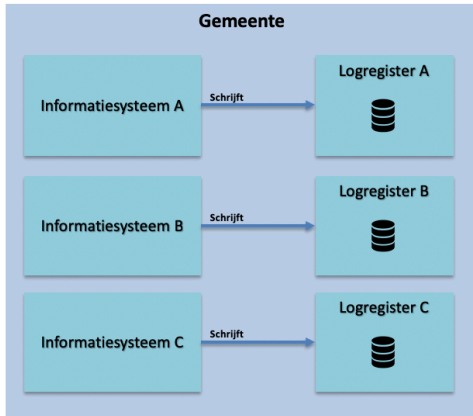 Gemeente
Informatiesysteem A
Schrijft
Logregister A
Informatiesysteem B
Schrijft
Logregister B
Informatiesysteem C
Schrijft
Logregister C